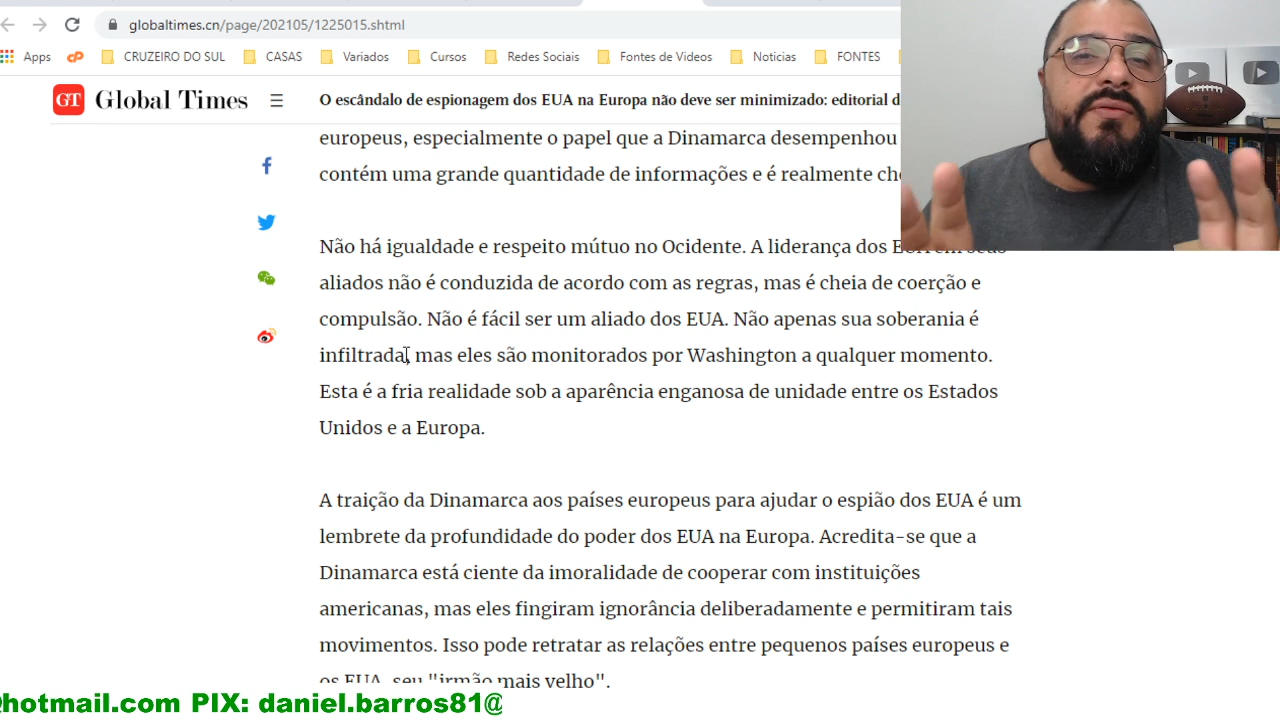 globaltimes.cn/page/202105/1225015.shtml
Apps
CRUZEIRO DO SUL
CASAS
Variados
Cursos
Redes Sociais
Fontes de Videos
Noticias
FONTES
GT Global Times
O escândalo de espionagem dos EUA na Europa não deve ser minimizado: editorial d
europeus, especialmente o papel que a Dinamarca desempenhou
contém uma grande quantidade de informações e é realmente
Não há igualdade e respeito mútuo no Ocidente. A liderança dos
aliados não é conduzida de acordo com as regras, mas é cheia de coerção e
compulsão. Não é fácil ser um aliado dos EUA. Não apenas sua soberania é
infiltrada, mas eles são monitorados por Washington a qualquer momento.
Esta é a fria realidade sob a aparência enganosa de unidade entre os Estados
Unidos e a Europa.
A traição da Dinamarca aos países europeus para ajudar o espião dos EUA é um
lembrete da profundidade do poder dos EUA na Europa. Acredita-se que a
Dinamarca está ciente da imoralidade de cooperar com instituições
americanas, mas eles fingiram ignorância deliberadamente e permitiram tais
movimentos. Isso pode retratar as relações entre pequenos países europeus e
os EUA, seu "irmão mais velho".
hotmail.com PIX: daniel.barros81@